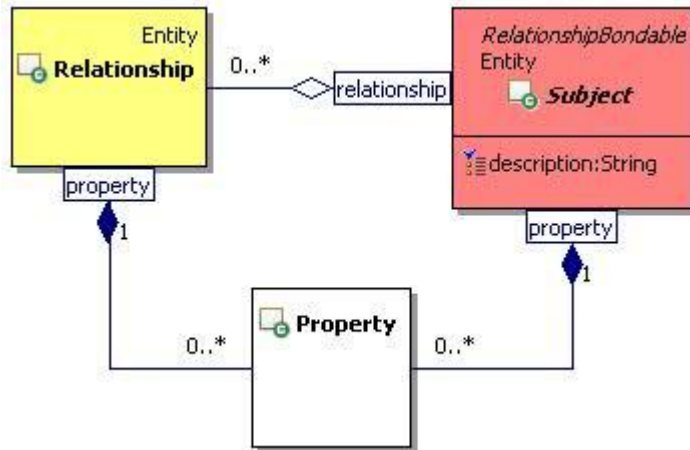 Entity
Relationship
property
1
0..*
relationship
RelationshipBondable
Entity
Subject
description:String
property
1
0..*
Property
0..*